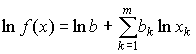 ln f(x) = ln b + ∑_{k=1}^{m} b_k ln x_k